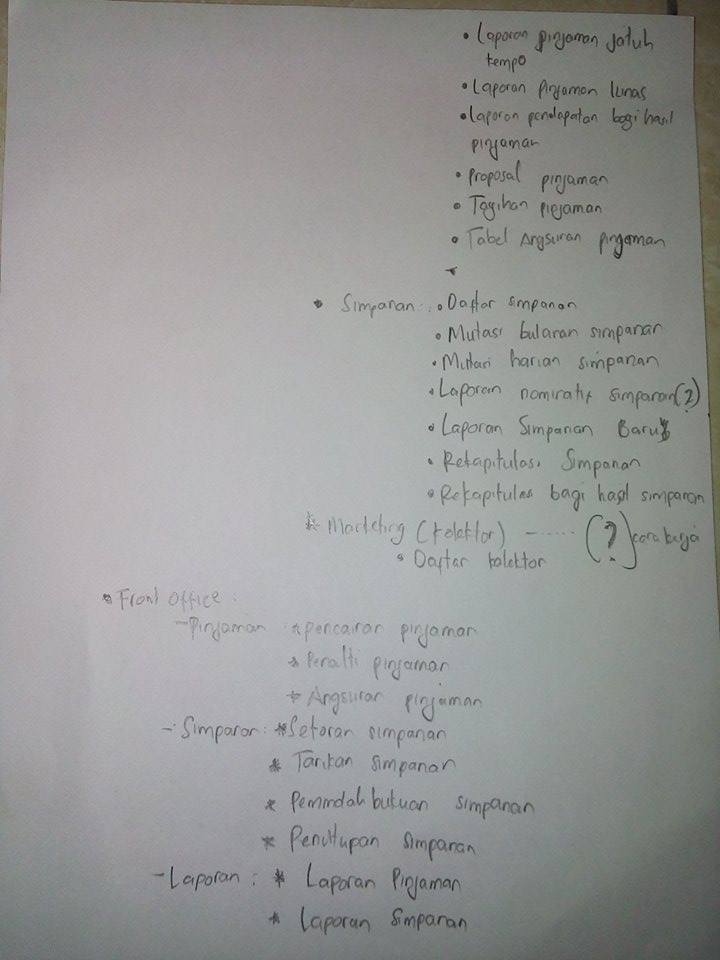 • Laporan pinjaman jatuh
tempo
• Laporan Pinjaman lunas
• Laporan pendapatan bagi hasil
pinjaman
• Proposal pinjaman
• Tagihan pinjaman
• Tabel Angsuran pinjaman
• Simpanan : • Daftar simpanan
• Mutasi bulanan simpanan
• Mutasi harian simpanan
• Laporan nominatif simpanan (?)
• Laporan Simpanan Baru
• Rekapitulasi Simpanan
• Rekapitulas bagi hasil simpanan
* Marketing (kolektor) ------ (?) cara kerja
• Daftar kolektor
• Front Office :
- Pinjaman : * pencairan pinjaman
* Penalti pinjaman
* Angsuran pinjaman
- Simpanan : * Setoran simpanan
* Tarikan simpanan
* Pemindahbukuan simpanan
* Penutupan simpanan
- Laporan : * Laporan Pinjaman
* Laporan Simpanan